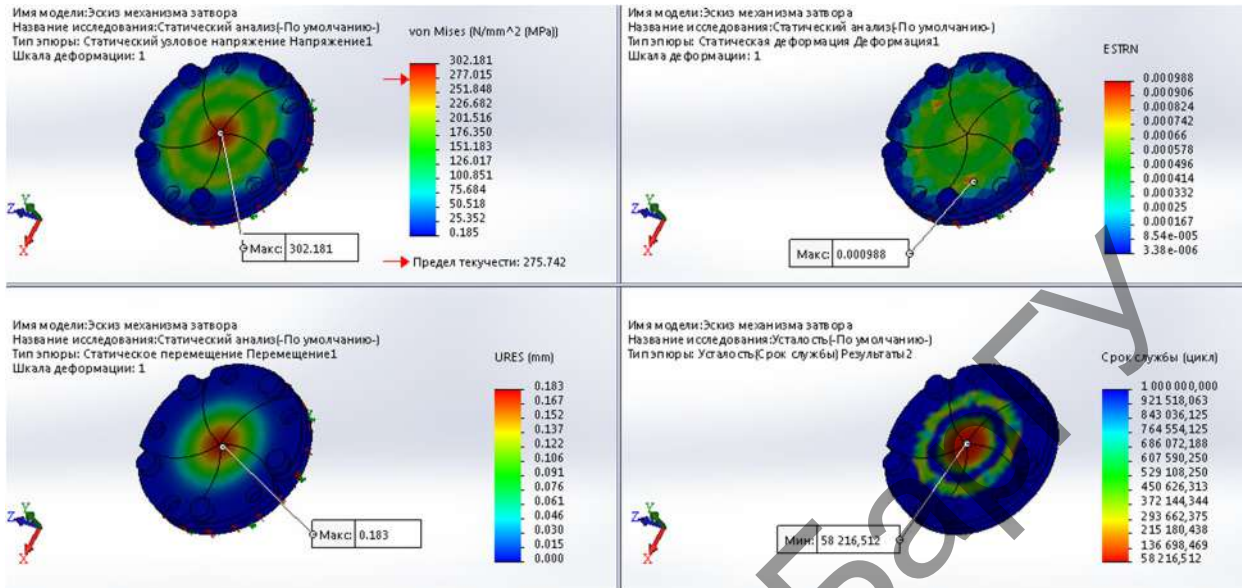 Имя модели:Эскиз механизма затвора
Название исследования:Статический анализ(-По умолчанию-)
Тип эпюры: Статический узловое напряжение Напряжение1
Шкала деформации: 1
von Mises (N/mm^2 (MPa))
302.181
277.015
251.848
226.682
201.516
176.350
151.183
126.017
100.851
75.684
50.518
25.352
0.185
Предел текучести: 275.742
Макс: 302.181
Z
Y
X
Имя модели:Эскиз механизма затвора
Название исследования:Статический анализ(-По умолчанию-)
Тип эпюры: Статическая деформация Деформация1
Шкала деформации: 1
ESTRN
0.000988
0.000906
0.000824
0.000742
0.00066
0.000578
0.000496
0.000414
0.000332
0.00025
0.000167
8.54e-005
3.38e-006
Макс: 0.000988
Z
Y
X
Имя модели:Эскиз механизма затвора
Название исследования:Статический анализ(-По умолчанию-)
Тип эпюры: Статическое перемещение Перемещение1
Шкала деформации: 1
URES (mm)
0.183
0.167
0.152
0.137
0.122
0.106
0.091
0.076
0.061
0.046
0.030
0.015
0.000
Макс: 0.183
Z
Y
X
Имя модели:Эскиз механизма затвора
Название исследования:Усталость(-По умолчанию-)
Тип эпюры: Усталость(Срок службы) Результаты2
Срок службы (цикл)
1 000 000,000
921 518,063
843 036,125
764 554,125
686 072,188
607 590,250
529 108,250
450 626,313
372 144,344
293 662,375
215 180,438
136 698,469
58 216,512
Мин: 58 216,512
Z
Y
X
БарГУ